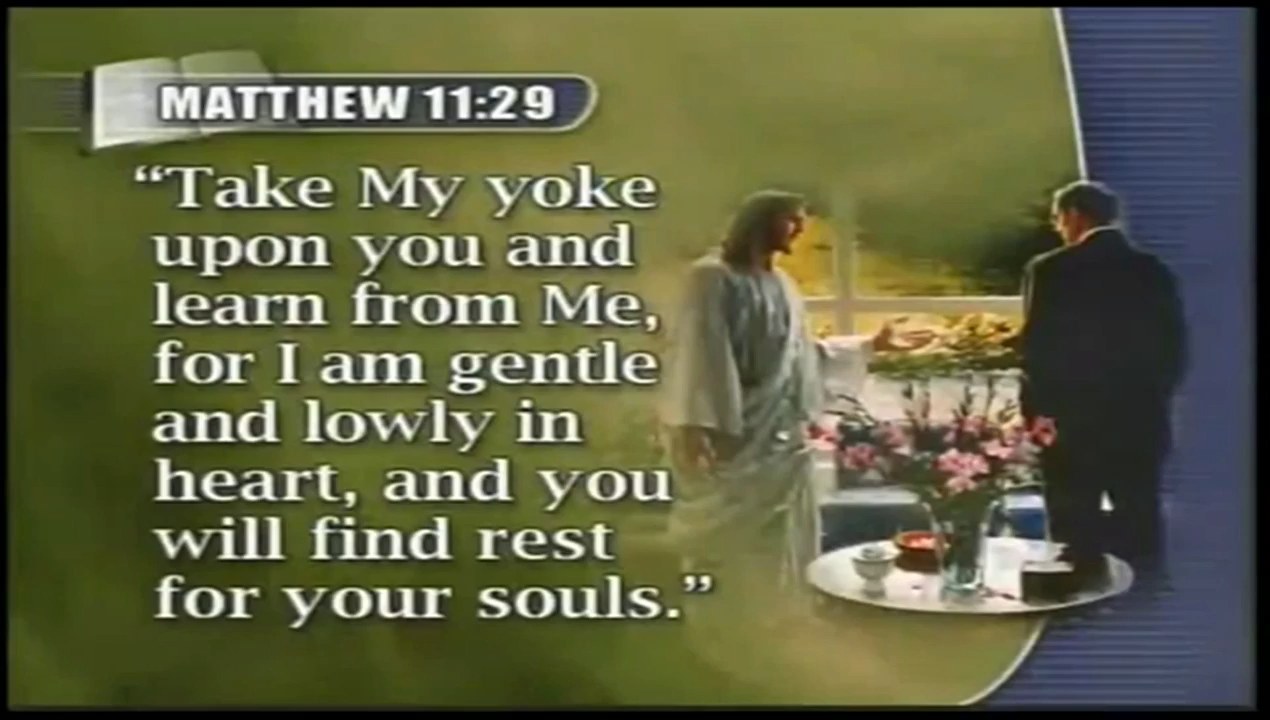 MATTHEW 11:29
“Take My yoke
upon you and
learn from Me,
for I am gentle
and lowly in
heart, and you
will find rest
for your souls.”